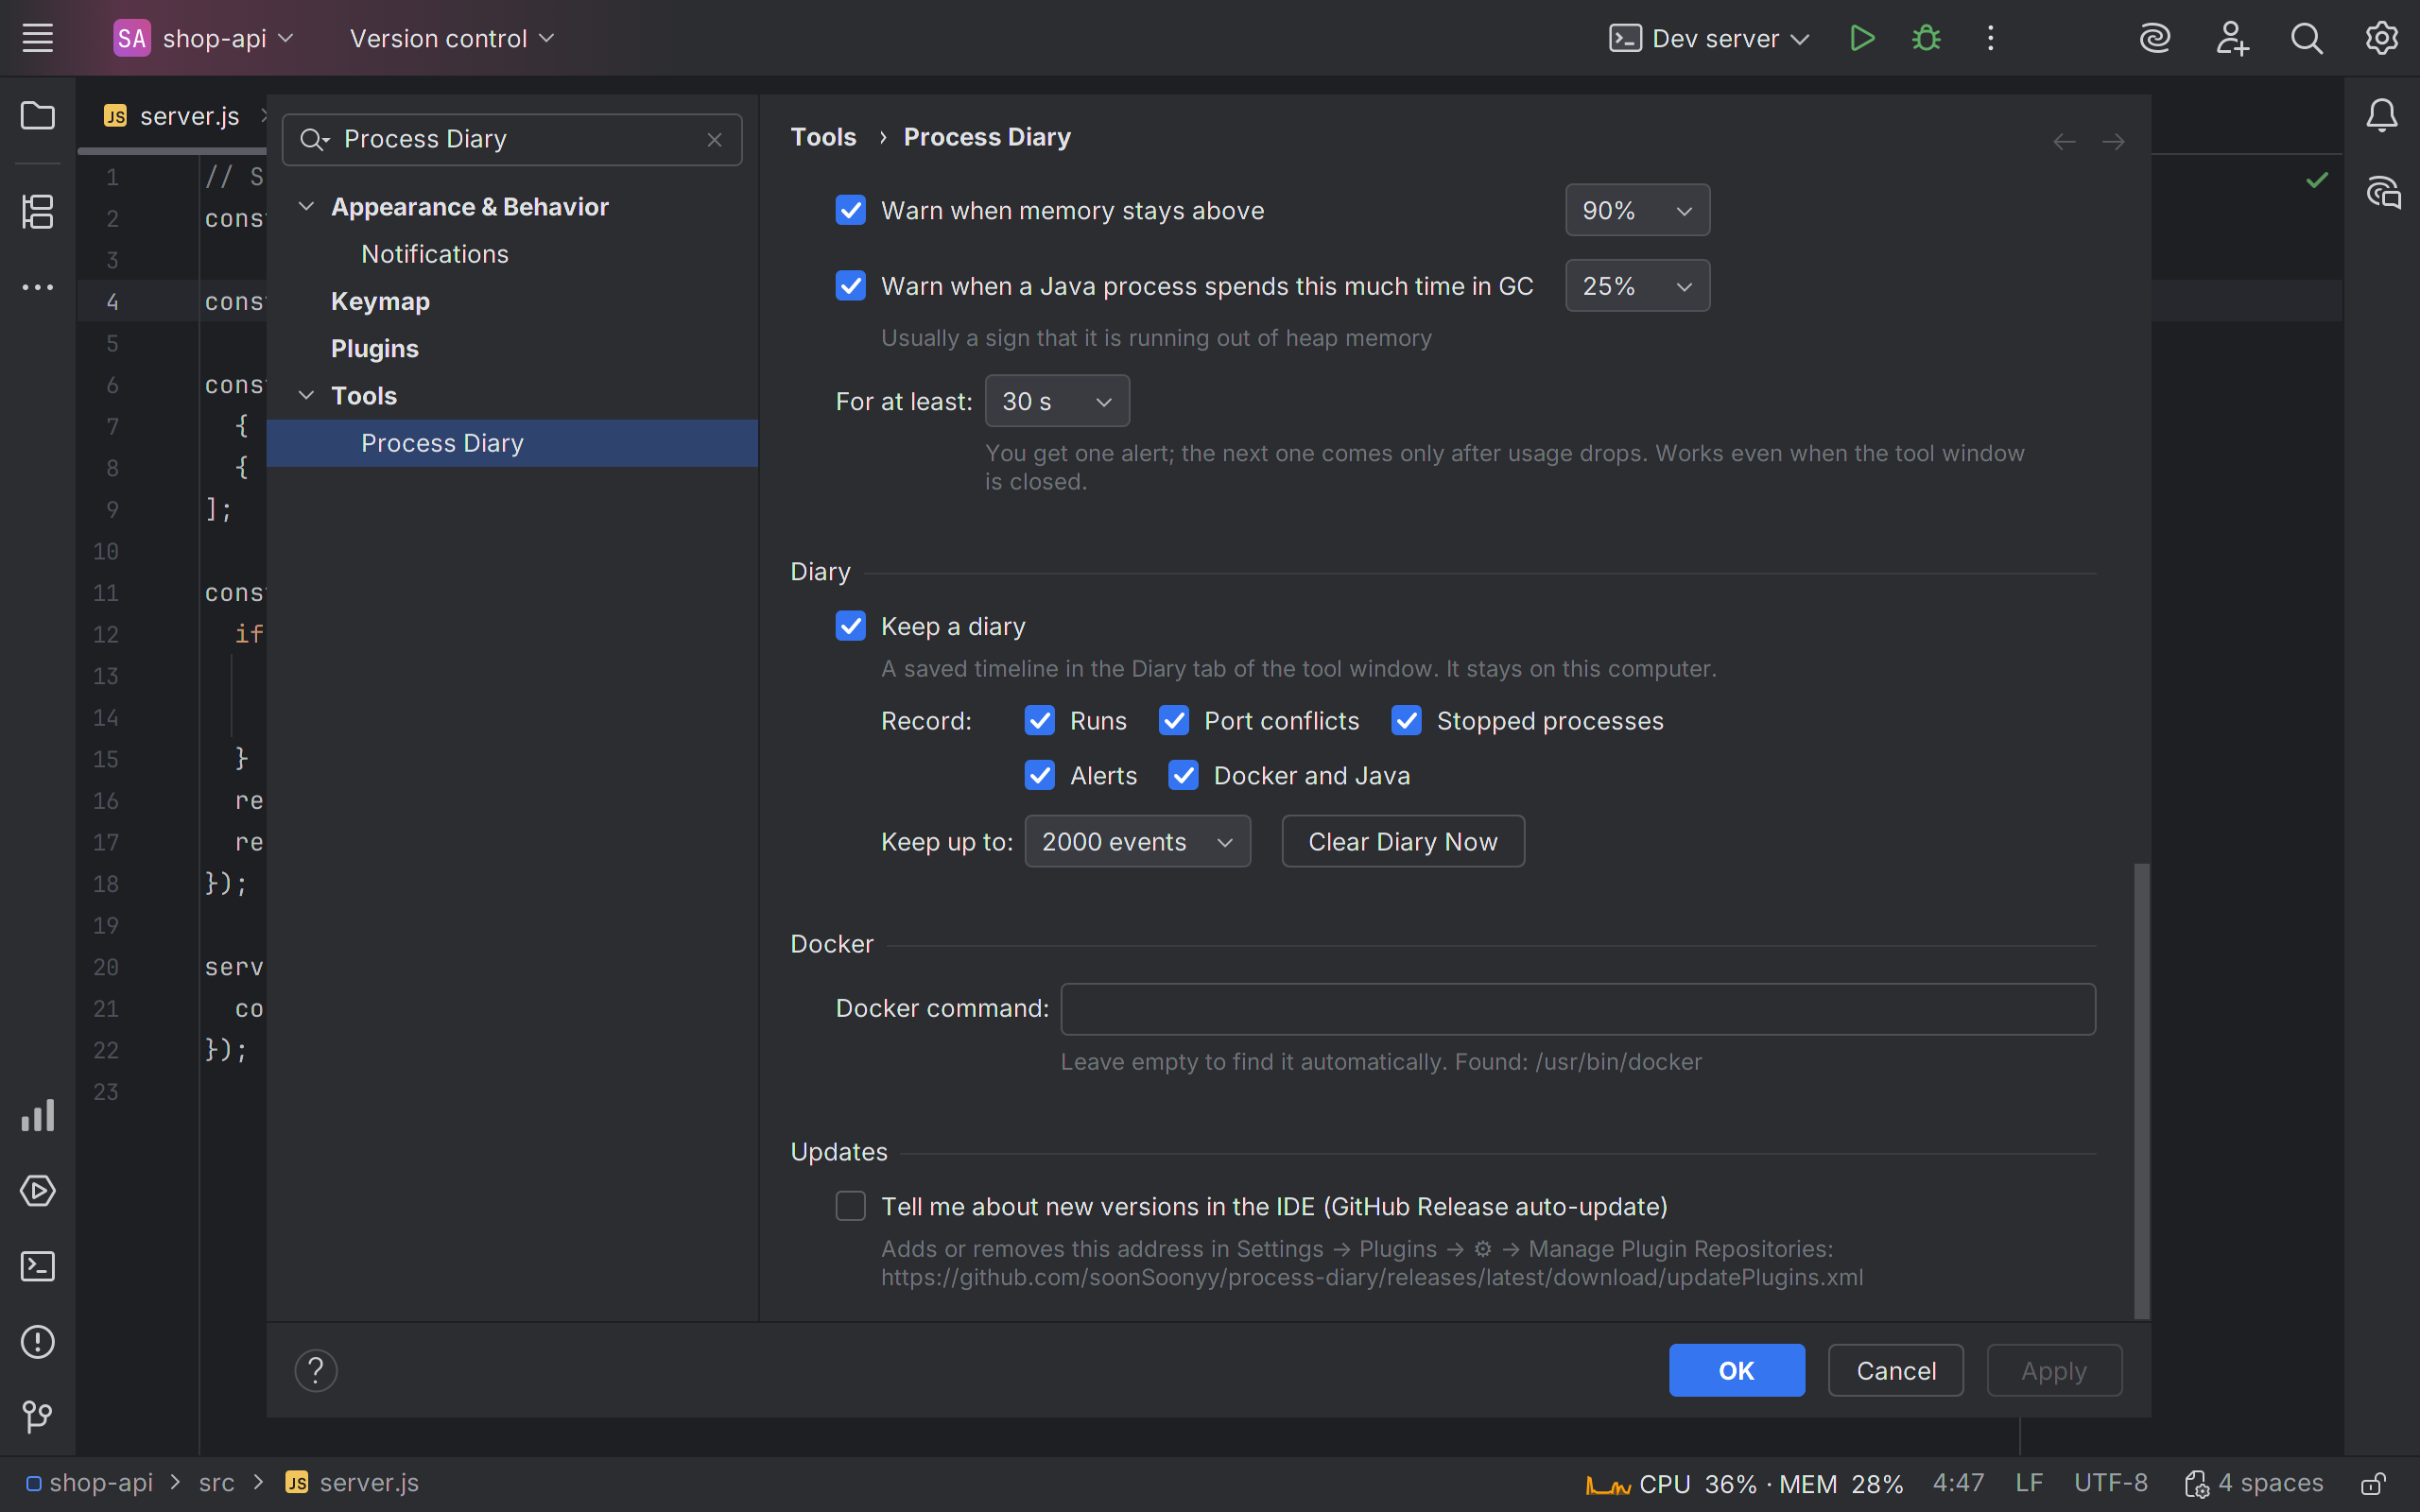 SA shop-api Version control Dev server
JS server.js
Process Diary
Appearance & Behavior
Notifications
Keymap
Plugins
Tools
Process Diary
Tools › Process Diary
Warn when memory stays above 90%
Warn when a Java process spends this much time in GC 25%
Usually a sign that it is running out of heap memory
For at least: 30 s
You get one alert; the next one comes only after usage drops. Works even when the tool window
is closed.
Diary
Keep a diary
A saved timeline in the Diary tab of the tool window. It stays on this computer.
Record: Runs Port conflicts Stopped processes
Alerts Docker and Java
Keep up to: 2000 events Clear Diary Now
Docker
Docker command:
Leave empty to find it automatically. Found: /usr/bin/docker
Updates
Tell me about new versions in the IDE (GitHub Release auto-update)
Adds or removes this address in Settings → Plugins → ⚙ → Manage Plugin Repositories:
https://github.com/soonSoonyy/process-diary/releases/latest/download/updatePlugins.xml
? OK Cancel Apply
1 // S
2 cons
3
4 cons
5
6 cons
7 {
8 {
9 ];
10
11 cons
12 if
13
14
15 }
16 re
17 re
18 });
19
20 serv
21 co
22 });
23
shop-api > src > JS server.js CPU 36% · MEM 28% 4:47 LF UTF-8 4 spaces